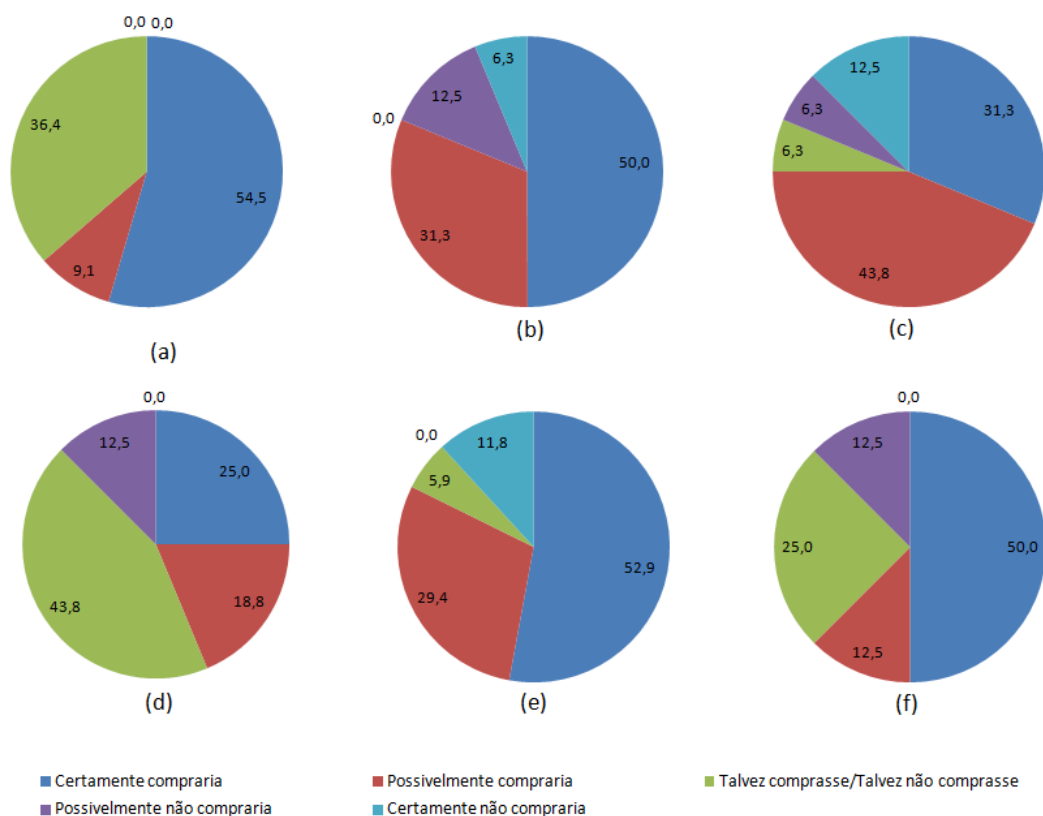 0,0 0,0
36,4
54,5
9,1
(a)
6,3
12,5
0,0
50,0
31,3
(b)
12,5
6,3
31,3
6,3
43,8
(c)
0,0
12,5
25,0
43,8
18,8
(d)
0,0
11,8
5,9
52,9
29,4
(e)
0,0
12,5
25,0
50,0
12,5
(f)
Certamente compraria
Possivelmente compraria
Talvez comprasse/Talvez não comprasse
Possivelmente não compraria
Certamente não compraria